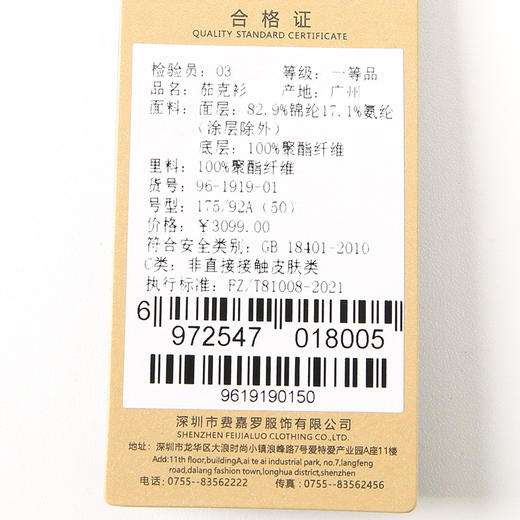 合格证
QUALITY STANDARD CERTIFICATE
检验员：03 等级：一等品
品名：茄克衫 产地：广州
面料：面层：82.9%锦纶17.1%氨纶
（涂层除外）
底层：100%聚酯纤维
里料：100%聚酯纤维
货号：96-1919-01
号型：175/92A（50）
价格：￥3099.00
符合安全类别：GB 18401-2010
C类：非直接接触皮肤类
执行标准：FZ/T81008-2021
6 972547 018005
9619190150
深圳市费嘉罗服饰有限公司
SHENZHEN FEIJIALUO CLOTHING CO.,LTD.
地址：深圳市龙华区大浪时尚小镇浪峰路7号爱特爱产业园A座11楼
Add:11th floor,buildingA,ai te ai industrial park, no.7,langfeng
road,dalang fashion town,longhua district,shenzhen
电话：0755-83562222 传真：0755-83562456